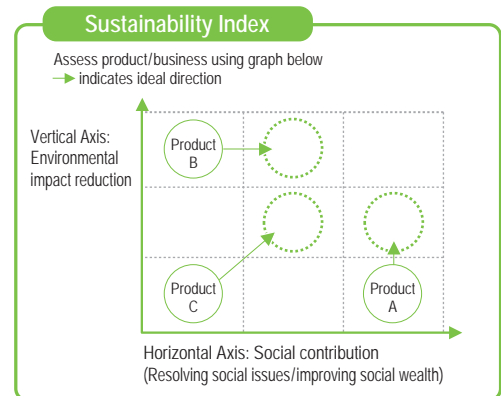 Sustainability Index
Assess product/business using graph below
indicates ideal direction
Vertical Axis:
Environmental
impact reduction
Product
B
Product
C
Product
A
Horizontal Axis: Social contribution
(Resolving social issues/improving social wealth)